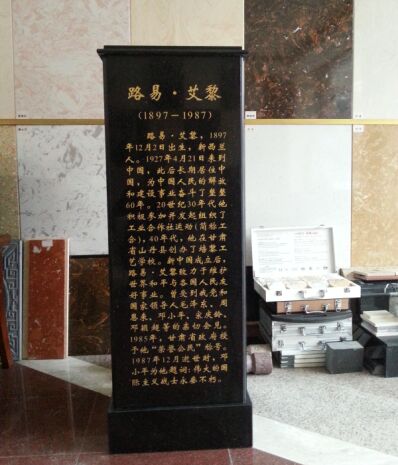 路易·艾黎
(1897－1987)
路易·艾黎，1897
年12月2日出生，新西兰
人。1927年4月21日来到
中国，此后长期居住中
国，为中国人民的解放
和建设事业奋斗了整整
60年。20世纪30年代他
积极参加并发起组织了
工业合作社运动(简称工
合)，40年代，他在甘肃
省山丹县创办了培黎工
艺学校。新中国成立后，
路易·艾黎致力于维护
世界和平与各国人民友
好事业。曾受到我党和
国家领导人毛泽东、周
恩来、邓小平、宋庆龄、
邓颖超等的亲切会见。
1985年，甘肃省政府授
予他“荣誉公民”称号。
1987年12月逝世时，邓
小平为他题词：伟大的国
际主义战士永垂不朽。